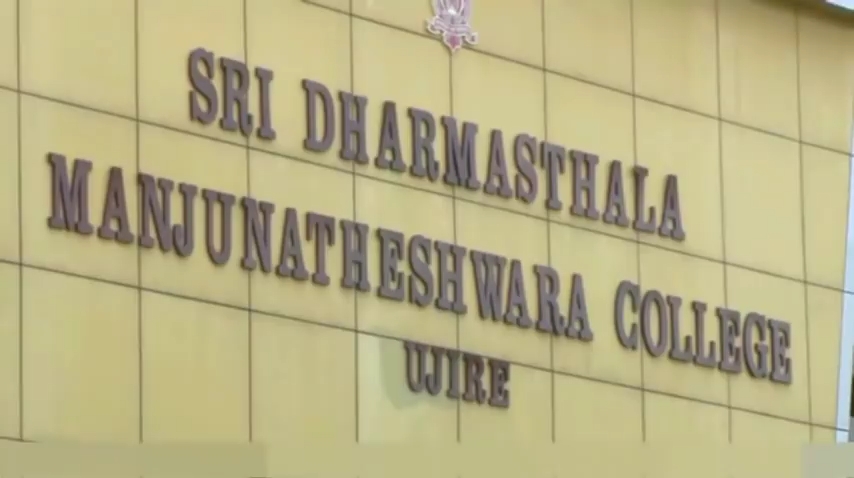 SRI DHARMASTHALA
MANJUNATHESHWARA COLLEGE
UJIRE